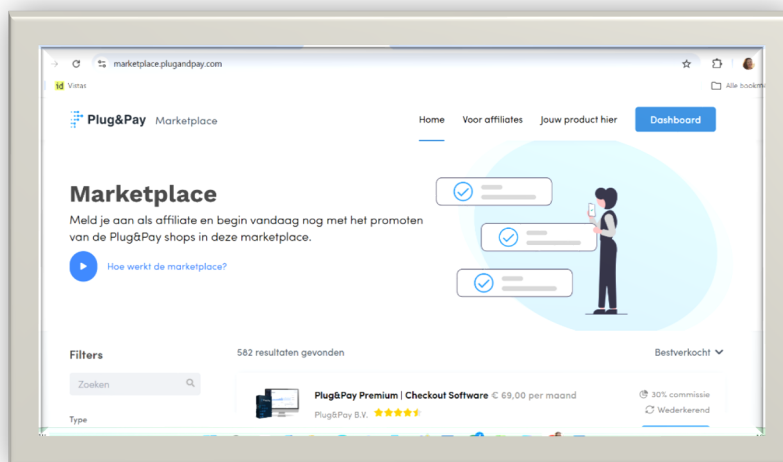 marketplace.plugandpay.com
id Vistas
Alle bookm
Plug&Pay Marketplace
Home Voor affiliates Jouw product hier Dashboard
Marketplace
Meld je aan als affiliate en begin vandaag nog met het promoten
van de Plug&Pay shops in deze marketplace.
Hoe werkt de marketplace?
Filters
582 resultaten gevonden
Bestverkocht
Zoeken
Plug&Pay Premium | Checkout Software € 69,00 per maand
30% commissie
Plug&Pay B.V.
Wederkerend
Type